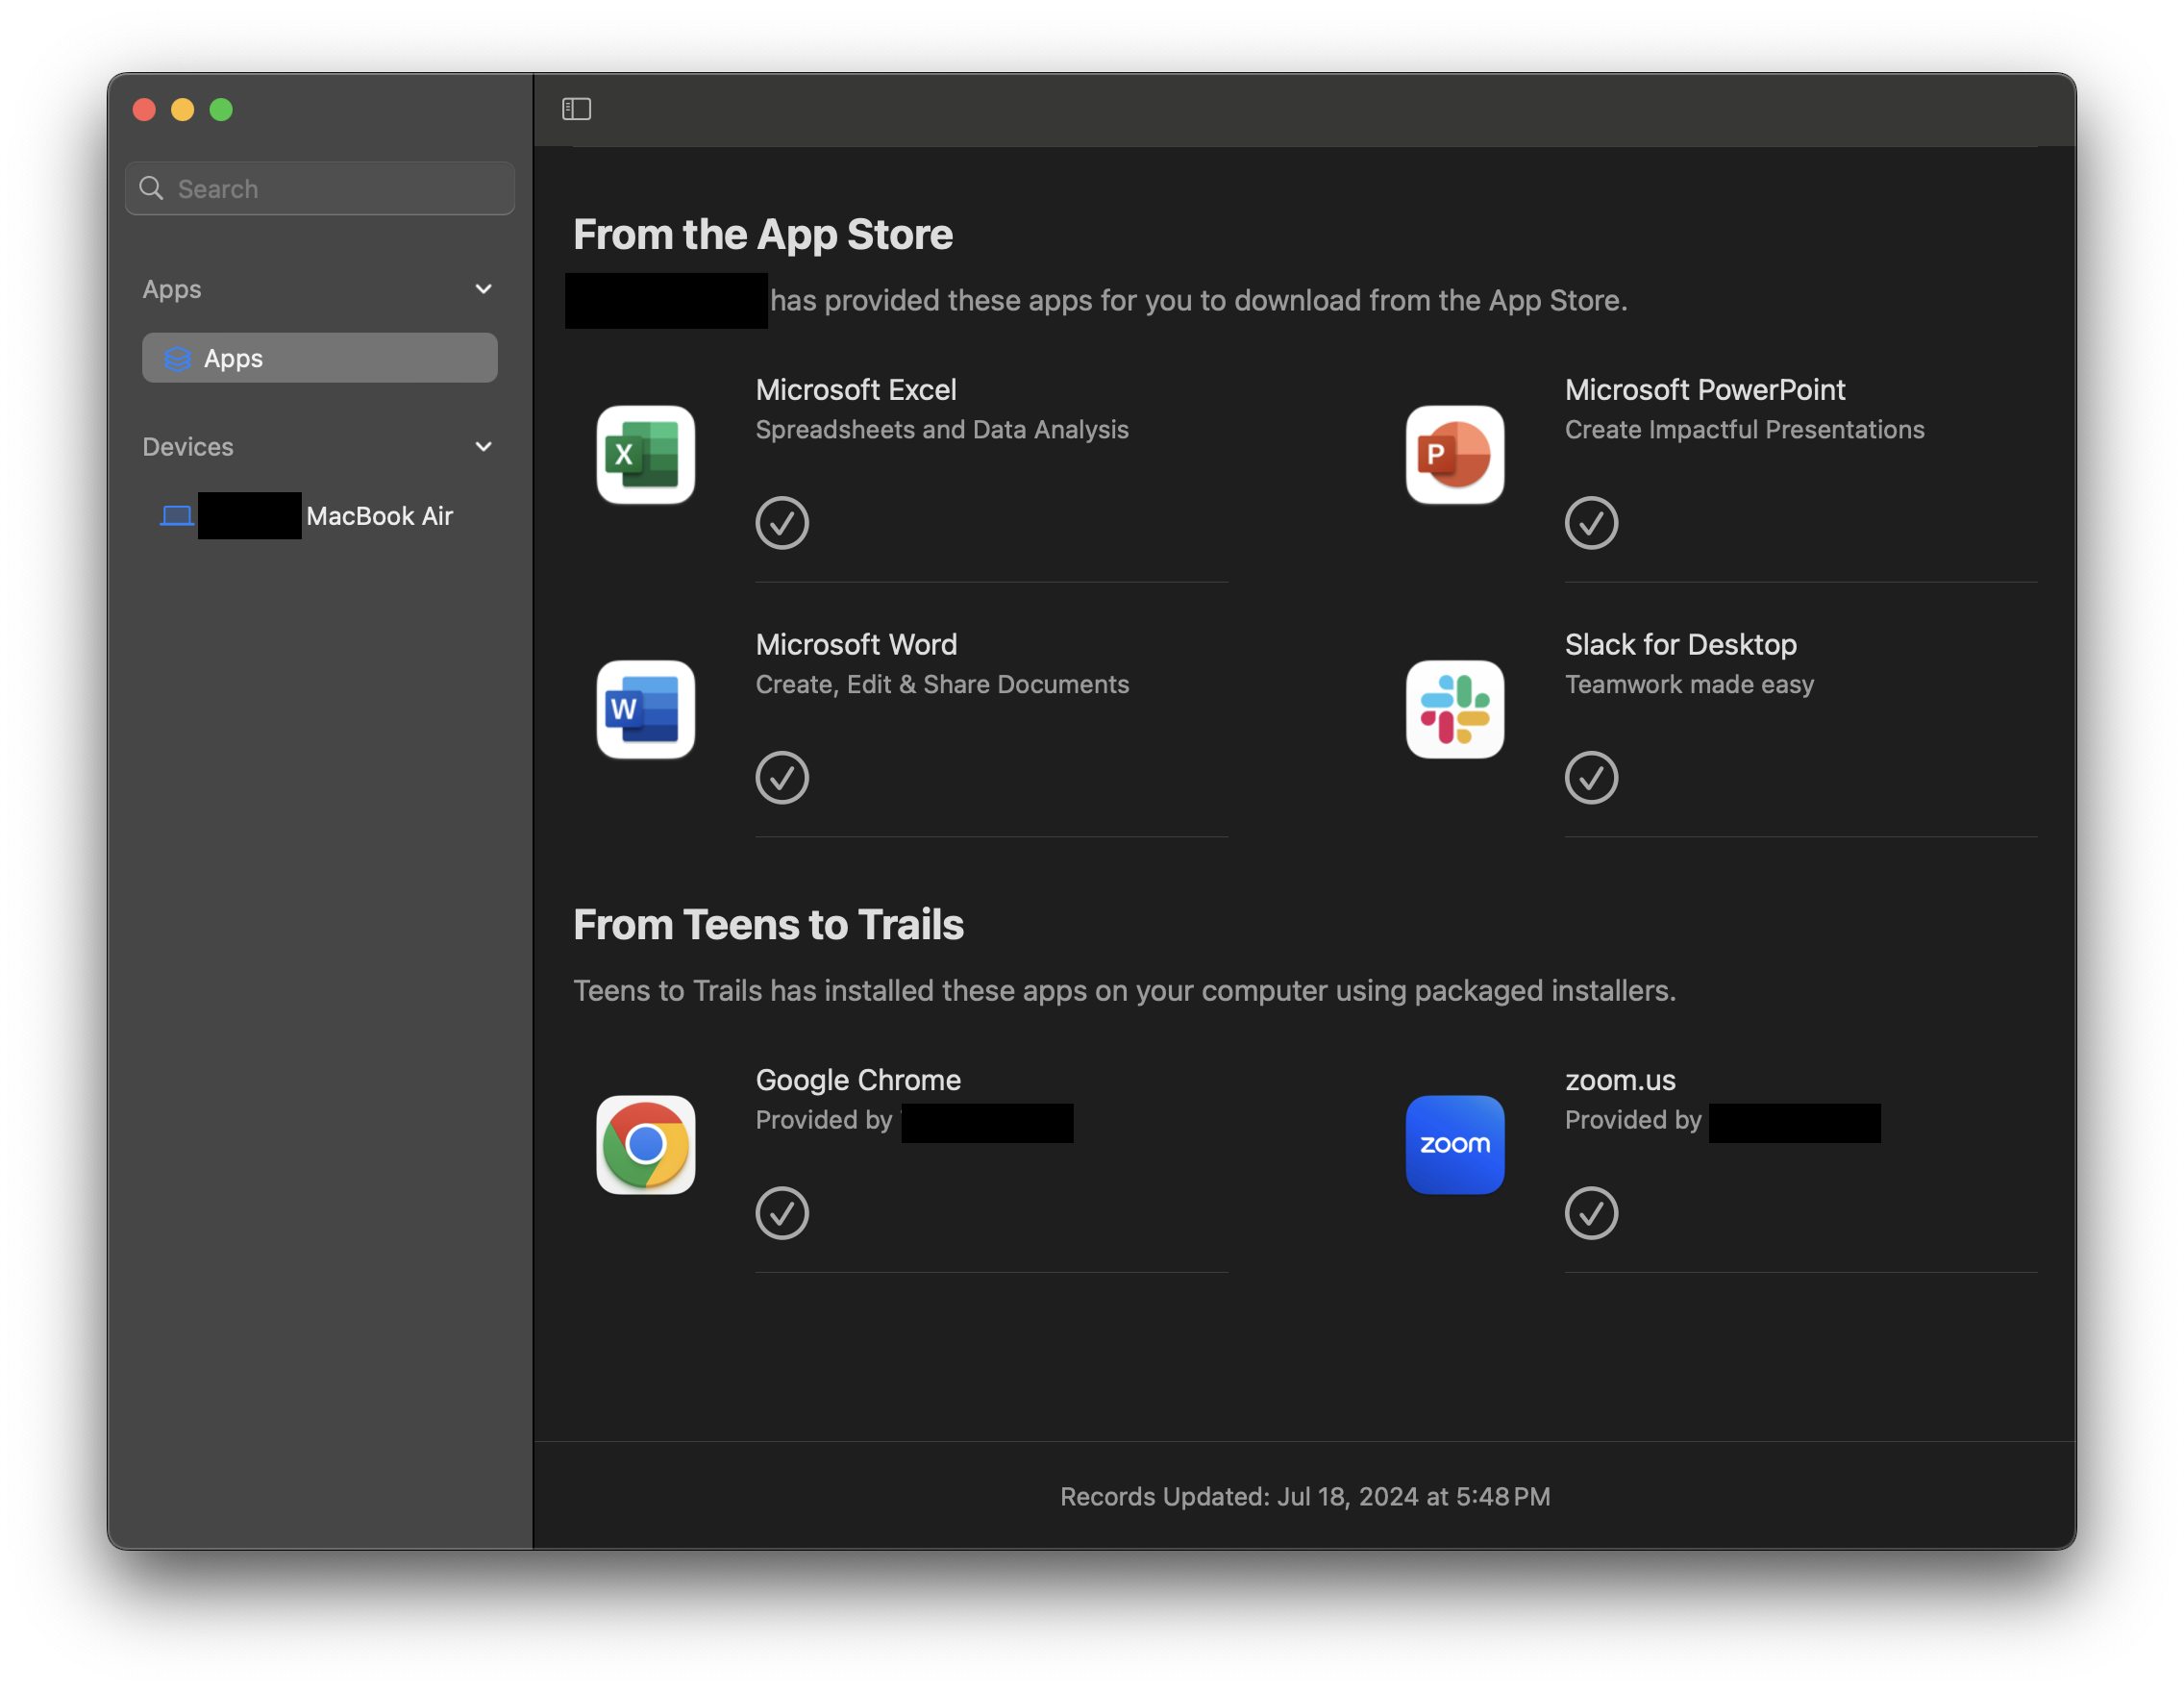 Search
Apps
Apps
Devices
MacBook Air
From the App Store
has provided these apps for you to download from the App Store.
Microsoft Excel
Spreadsheets and Data Analysis
X
Microsoft PowerPoint
Create Impactful Presentations
P
Microsoft Word
Create, Edit & Share Documents
W
Slack for Desktop
Teamwork made easy
From Teens to Trails
Teens to Trails has installed these apps on your computer using packaged installers.
Google Chrome
Provided by
zoom.us
Provided by
zoom
Records Updated: Jul 18, 2024 at 5:48 PM